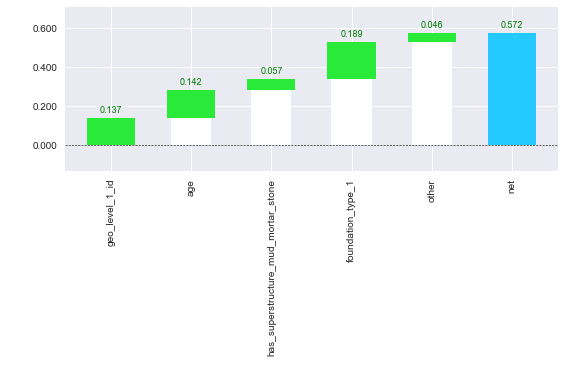 0.600
0.400
0.200
0.000
0.137
0.142
0.057
0.189
0.046
0.572
geo_level_1_id
age
has_superstructure_mud_mortar_stone
foundation_type_1
other
net